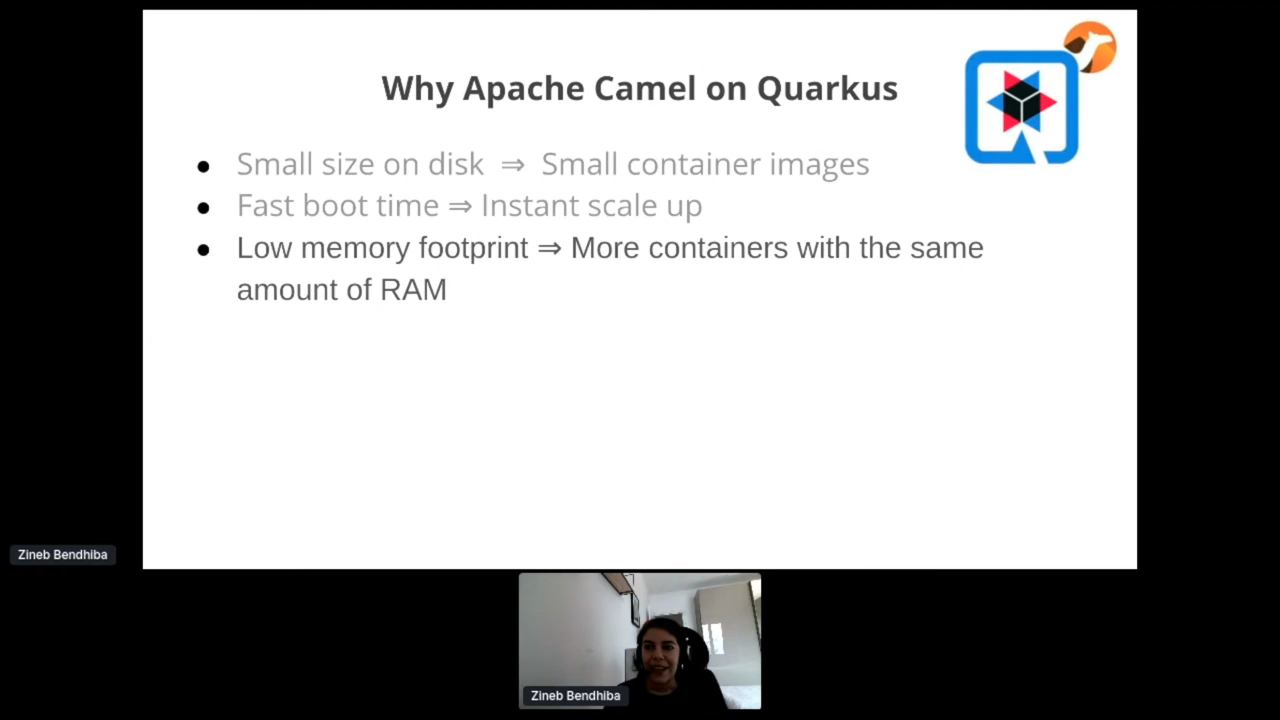 Why Apache Camel on Quarkus
● Small size on disk ⇒ Small container images
● Fast boot time ⇒ Instant scale up
● Low memory footprint ⇒ More containers with the same
amount of RAM
Zineb Bendhiba
Zineb Bendhiba